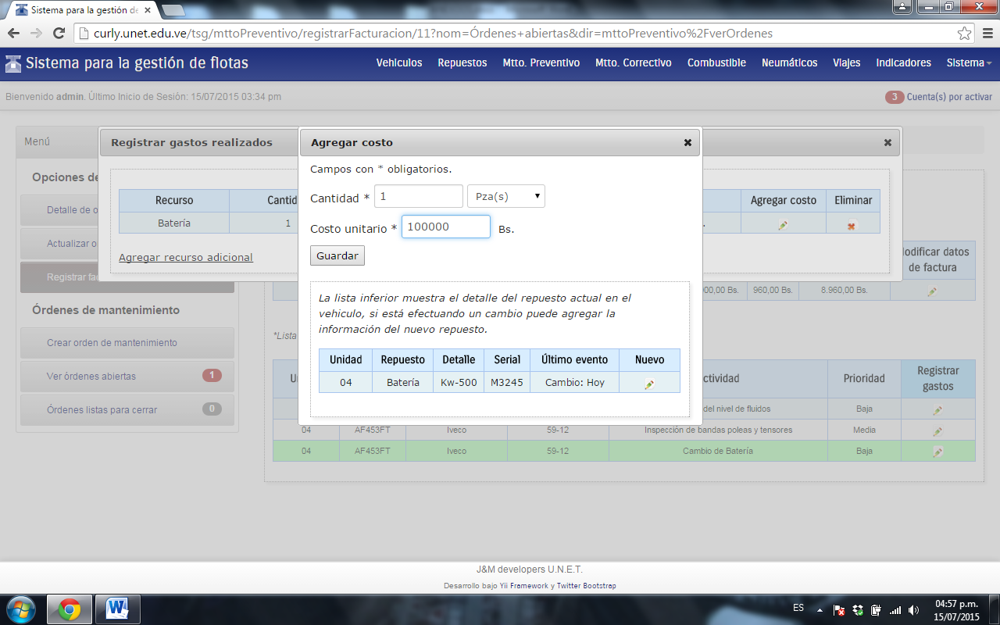 Sistema para la gestión de
curly.unet.edu.ve/tsg/mttoPreventivo/registrarFacturacion/11?nom=Órdenes+abiertas&dir=mttoPreventivo%2FverOrdenes
Sistema para la gestión de flotas
Vehiculos Repuestos Mtto. Preventivo Mtto. Correctivo Combustible Neumáticos Viajes Indicadores Sistema
Bienvenido admin. Último Inicio de Sesión: 15/07/2015 03:34 pm
3 Cuenta(s) por activar
Menú
Opciones de
Detalle de o
Actualizar o
Registrar fac
Órdenes de mantenimiento
Crear orden de mantenimiento
Ver órdenes abiertas 1
Órdenes listas para cerrar 0
Registrar gastos realizados
Recurso Cantid Agregar costo Eliminar
Batería 1
Agregar recurso adicional
Agregar costo
Campos con * obligatorios.
Cantidad * 1 Pza(s)
Costo unitario * 100000 Bs.
Guardar
La lista inferior muestra el detalle del repuesto actual en el
vehiculo, si está efectuando un cambio puede agregar la
información del nuevo repuesto.
Unidad Repuesto Detalle Serial Último evento Nuevo
04 Batería Kw-500 M3245 Cambio: Hoy
Modificar datos
de factura
000,00 Bs. 960,00 Bs. 8.960,00 Bs.
*Lista
ctividad Prioridad Registrar
gastos
del nivel de fluidos Baja
04 AF453FT Iveco 59-12 Inspección de bandas poleas y tensores Media
04 AF453FT Iveco 59-12 Cambio de Batería Baja
J&M developers U.N.E.T.
Desarrollo bajo Yii Framework y Twitter Bootstrap
ES
04:57 p.m.
15/07/2015